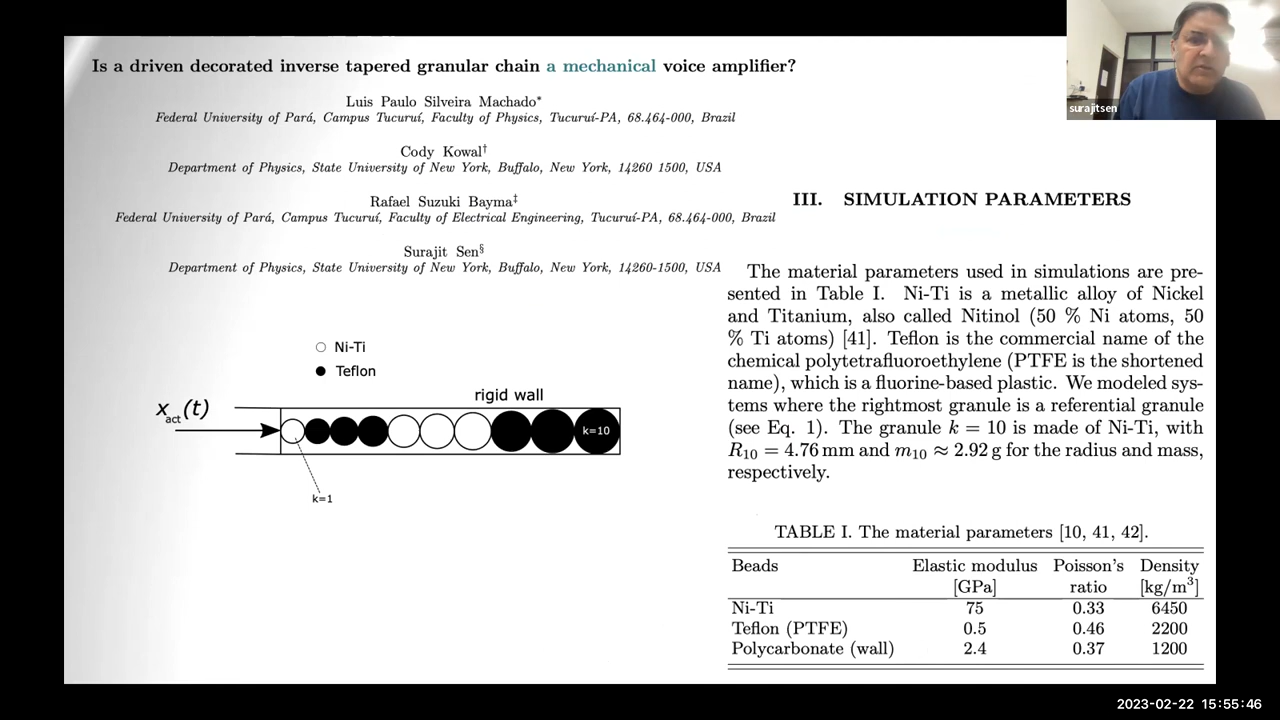 Is a driven decorated inverse tapered granular chain a mechanical voice amplifier?
Luis Paulo Silveira Machado*
Federal University of Pará, Campus Tucuruí, Faculty of Physics, Tucuruí-PA, 68.464-000, Brazil
Cody Kowal†
Department of Physics, State University of New York, Buffalo, New York, 14260 1500, USA
Rafael Suzuki Bayma‡
Federal University of Pará, Campus Tucuruí, Faculty of Electrical Engineering, Tucuruí-PA, 68.464-000, Brazil
Surajit Sen§
Department of Physics, State University of New York, Buffalo, New York, 14260-1500, USA
Ni-Ti
Teflon
rigid wall
x_act(t)
k=10
k=1
surajitsen
III. SIMULATION PARAMETERS
The material parameters used in simulations are pre-
sented in Table I. Ni-Ti is a metallic alloy of Nickel
and Titanium, also called Nitinol (50 % Ni atoms, 50
% Ti atoms) [41]. Teflon is the commercial name of the
chemical polytetrafluoroethylene (PTFE is the shortened
name), which is a fluorine-based plastic. We modeled sys-
tems where the rightmost granule is a referential granule
(see Eq. 1). The granule k = 10 is made of Ni-Ti, with
R₁₀ = 4.76 mm and m₁₀ ≈ 2.92 g for the radius and mass,
respectively.
TABLE I. The material parameters [10, 41, 42].
Beads Elastic modulus Poisson's Density
[GPa] ratio [kg/m³]
Ni-Ti 75 0.33 6450
Teflon (PTFE) 0.5 0.46 2200
Polycarbonate (wall) 2.4 0.37 1200
2023-02-22 15:55:46